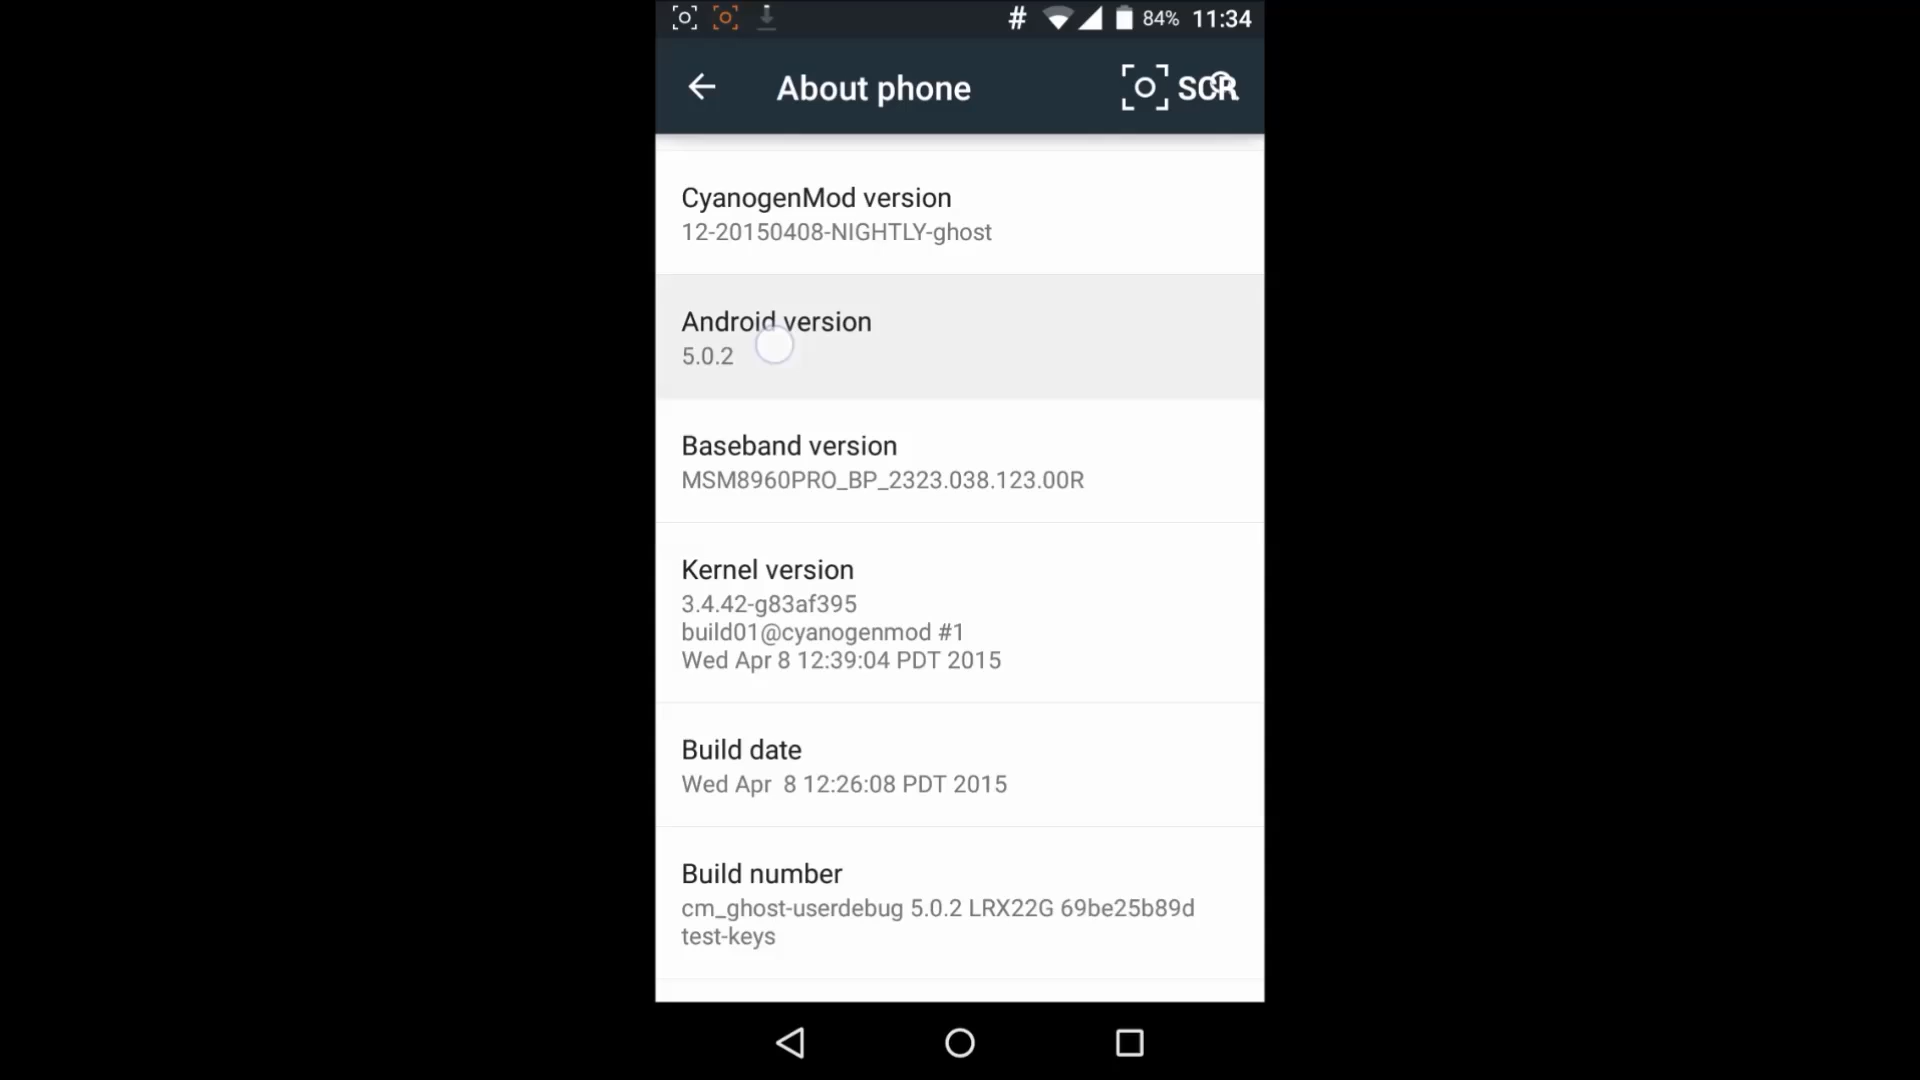 # 84% 11:34
About phone SCR
CyanogenMod version
12-20150408-NIGHTLY-ghost
Android version
5.0.2
Baseband version
MSM8960PRO_BP_2323.038.123.00R
Kernel version
3.4.42-g83af395
build01@cyanogenmod #1
Wed Apr 8 12:39:04 PDT 2015
Build date
Wed Apr  8 12:26:08 PDT 2015
Build number
cm_ghost-userdebug 5.0.2 LRX22G 69be25b89d
test-keys